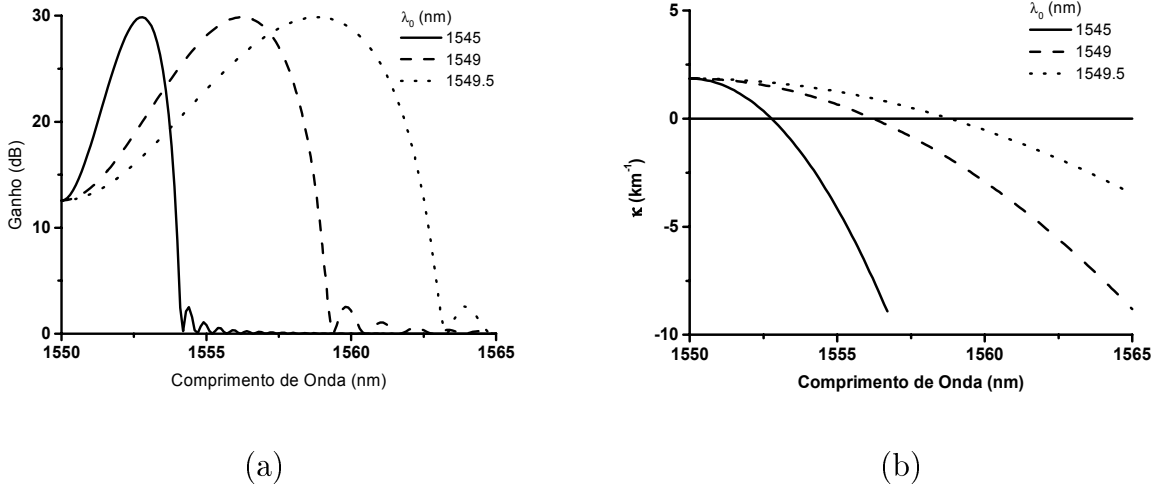 30
20
10
0
1550
1555
1560
1565
Ganho (dB)
Comprimento de Onda (nm)
λ₀ (nm)
1545
1549
1549.5
(a)
5
0
-5
-10
1550
1555
1560
1565
κ (km⁻¹)
Comprimento de Onda (nm)
λ₀ (nm)
1545
1549
1549.5
(b)